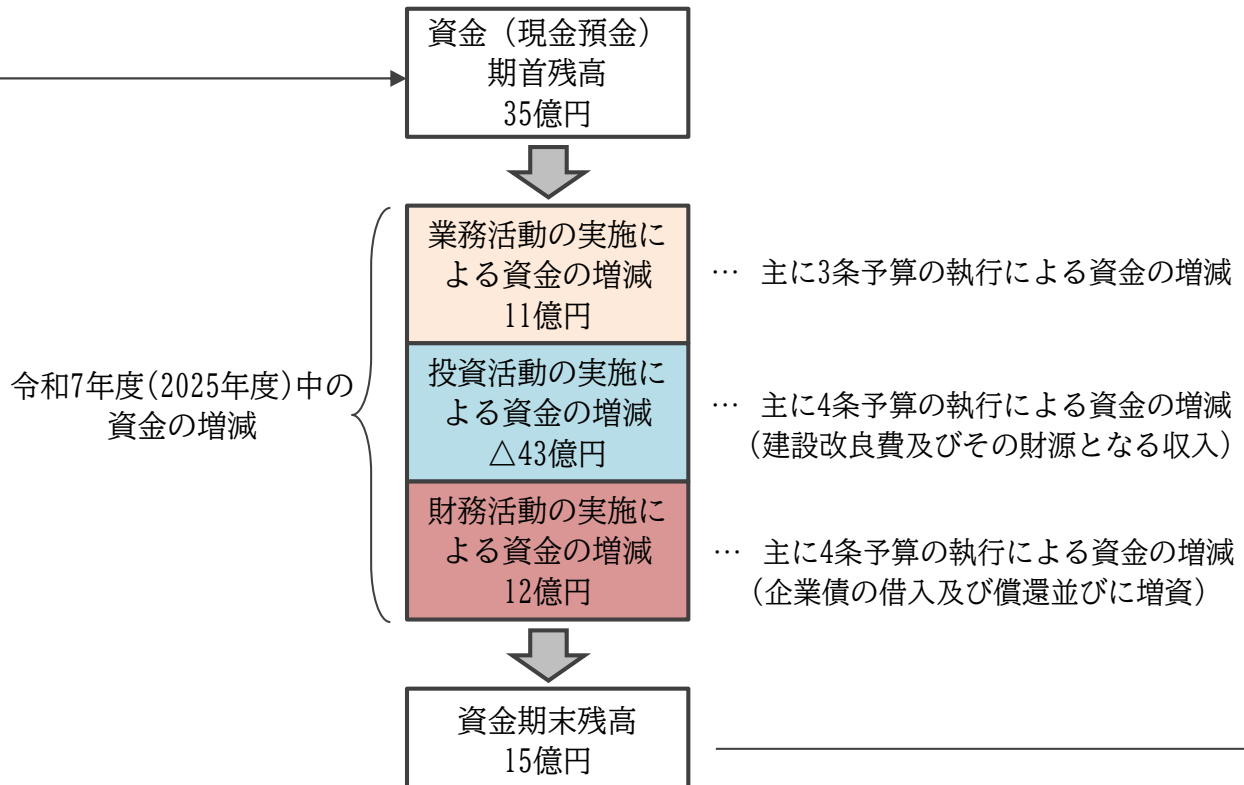 資金（現金預金）
期首残高
35億円
業務活動の実施に
よる資金の増減
11億円
… 主に3条予算の執行による資金の増減
令和7年度(2025年度)中の
資金の増減
投資活動の実施に
よる資金の増減
△43億円
… 主に4条予算の執行による資金の増減
（建設改良費及びその財源となる収入）
財務活動の実施に
よる資金の増減
12億円
… 主に4条予算の執行による資金の増減
（企業債の借入及び償還並びに増資）
資金期末残高
15億円